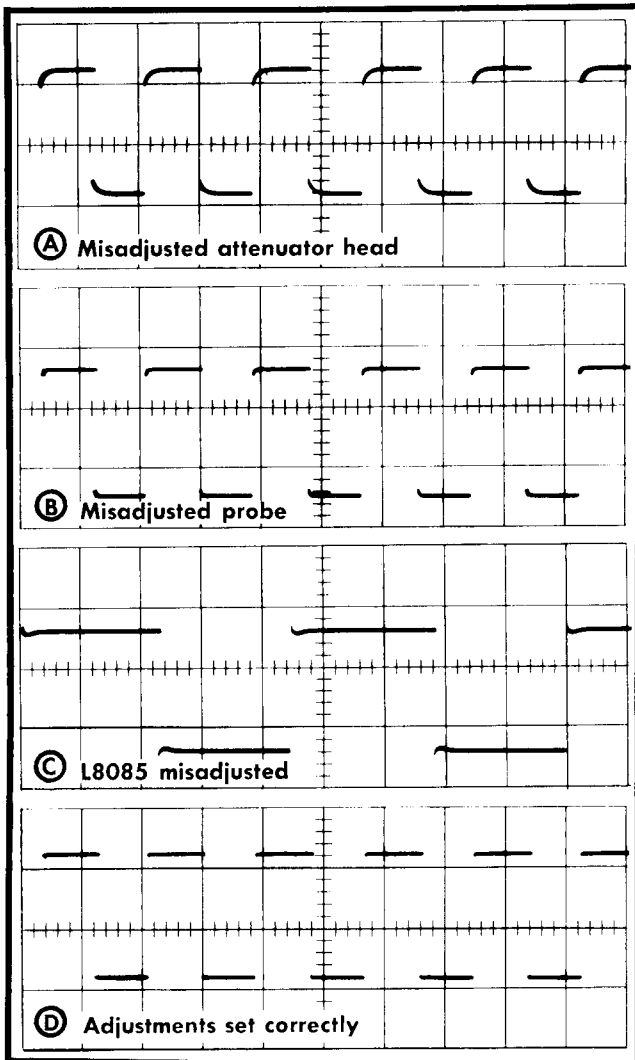 Ⓐ Misadjusted attenuator head
Ⓑ Misadjusted probe
Ⓒ L8085 misadjusted
Ⓓ Adjustments set correctly